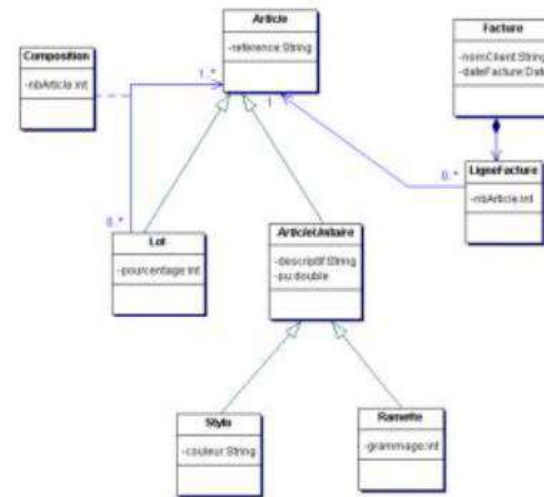 Article
-reference:String
Facture
-nomClient:String
-dateFacture:Date
Composition
-nbArticle:int
1..*
1
0..*
LigneFacture
-nbArticle:int
0..*
Lot
-pourcentage:int
ArticleUnitaire
-descriptif:String
-pu:double
Stylo
-couleur:String
Ramette
-grammage:int